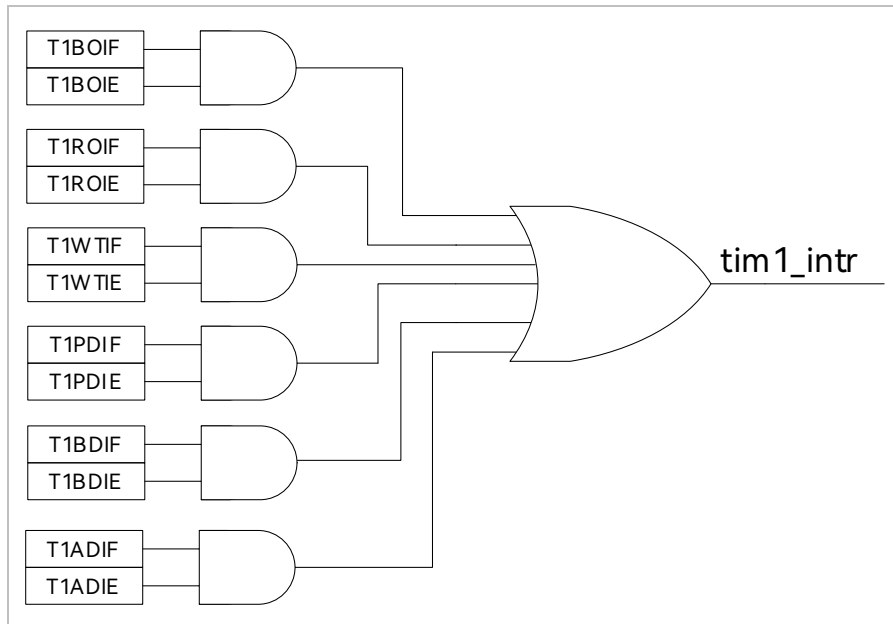 T1BOIF
T1BOIE
T1ROIF
T1ROIE
T1WTIF
T1WTIE
T1PDIF
T1PDIE
T1BDIF
T1BDIE
T1ADIF
T1ADIE
tim1_intr